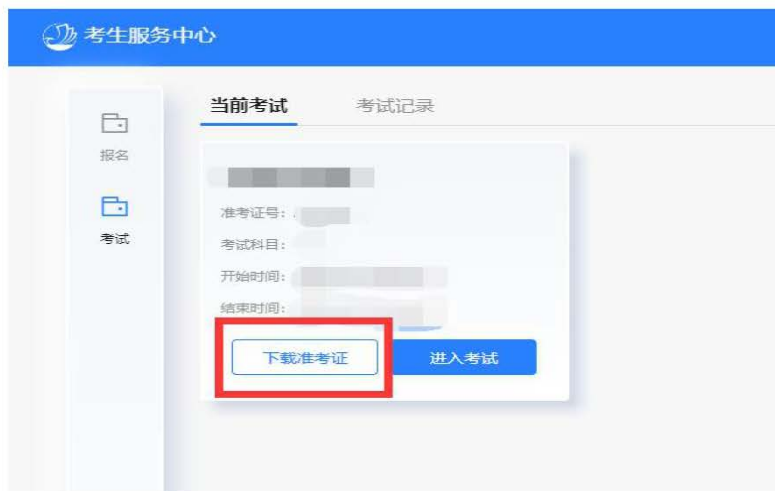 考生服务中心
当前考试 考试记录
报名
准考证号：
考试
考试科目：
开始时间：
结束时间：
下载准考证 进入考试